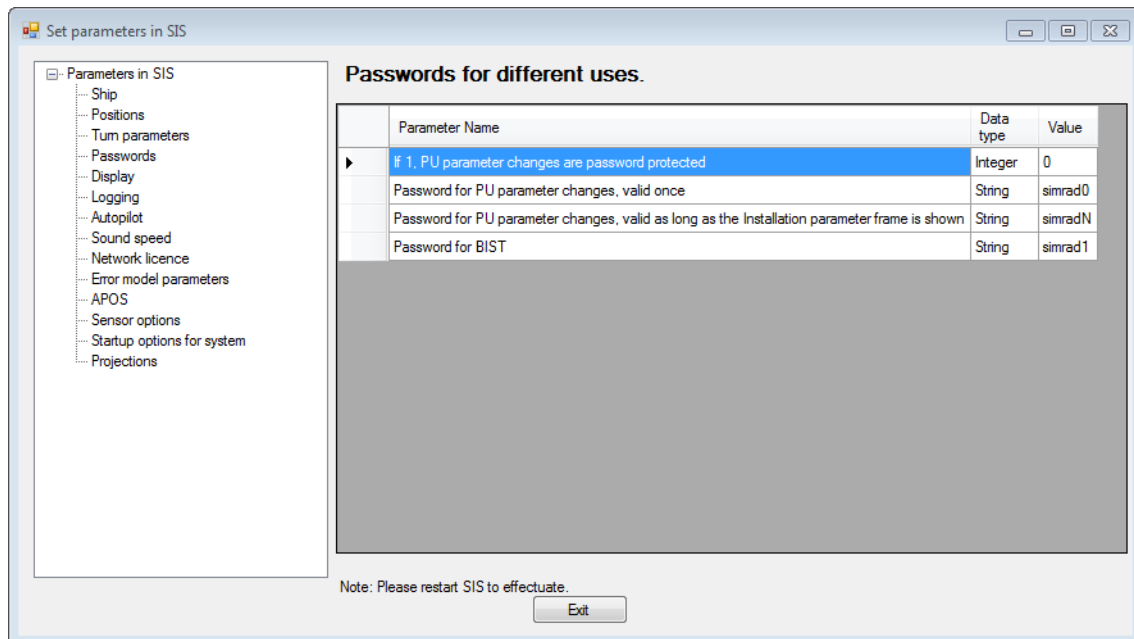 Set parameters in SIS
Parameters in SIS
Ship
Positions
Turn parameters
Passwords
Display
Logging
Autopilot
Sound speed
Network licence
Error model parameters
APOS
Sensor options
Startup options for system
Projections
Passwords for different uses.
Parameter Name Data type Value
If 1, PU parameter changes are password protected Integer 0
Password for PU parameter changes, valid once String simrad0
Password for PU parameter changes, valid as long as the Installation parameter frame is shown String simradN
Password for BIST String simrad1
Note: Please restart SIS to effectuate.
Exit